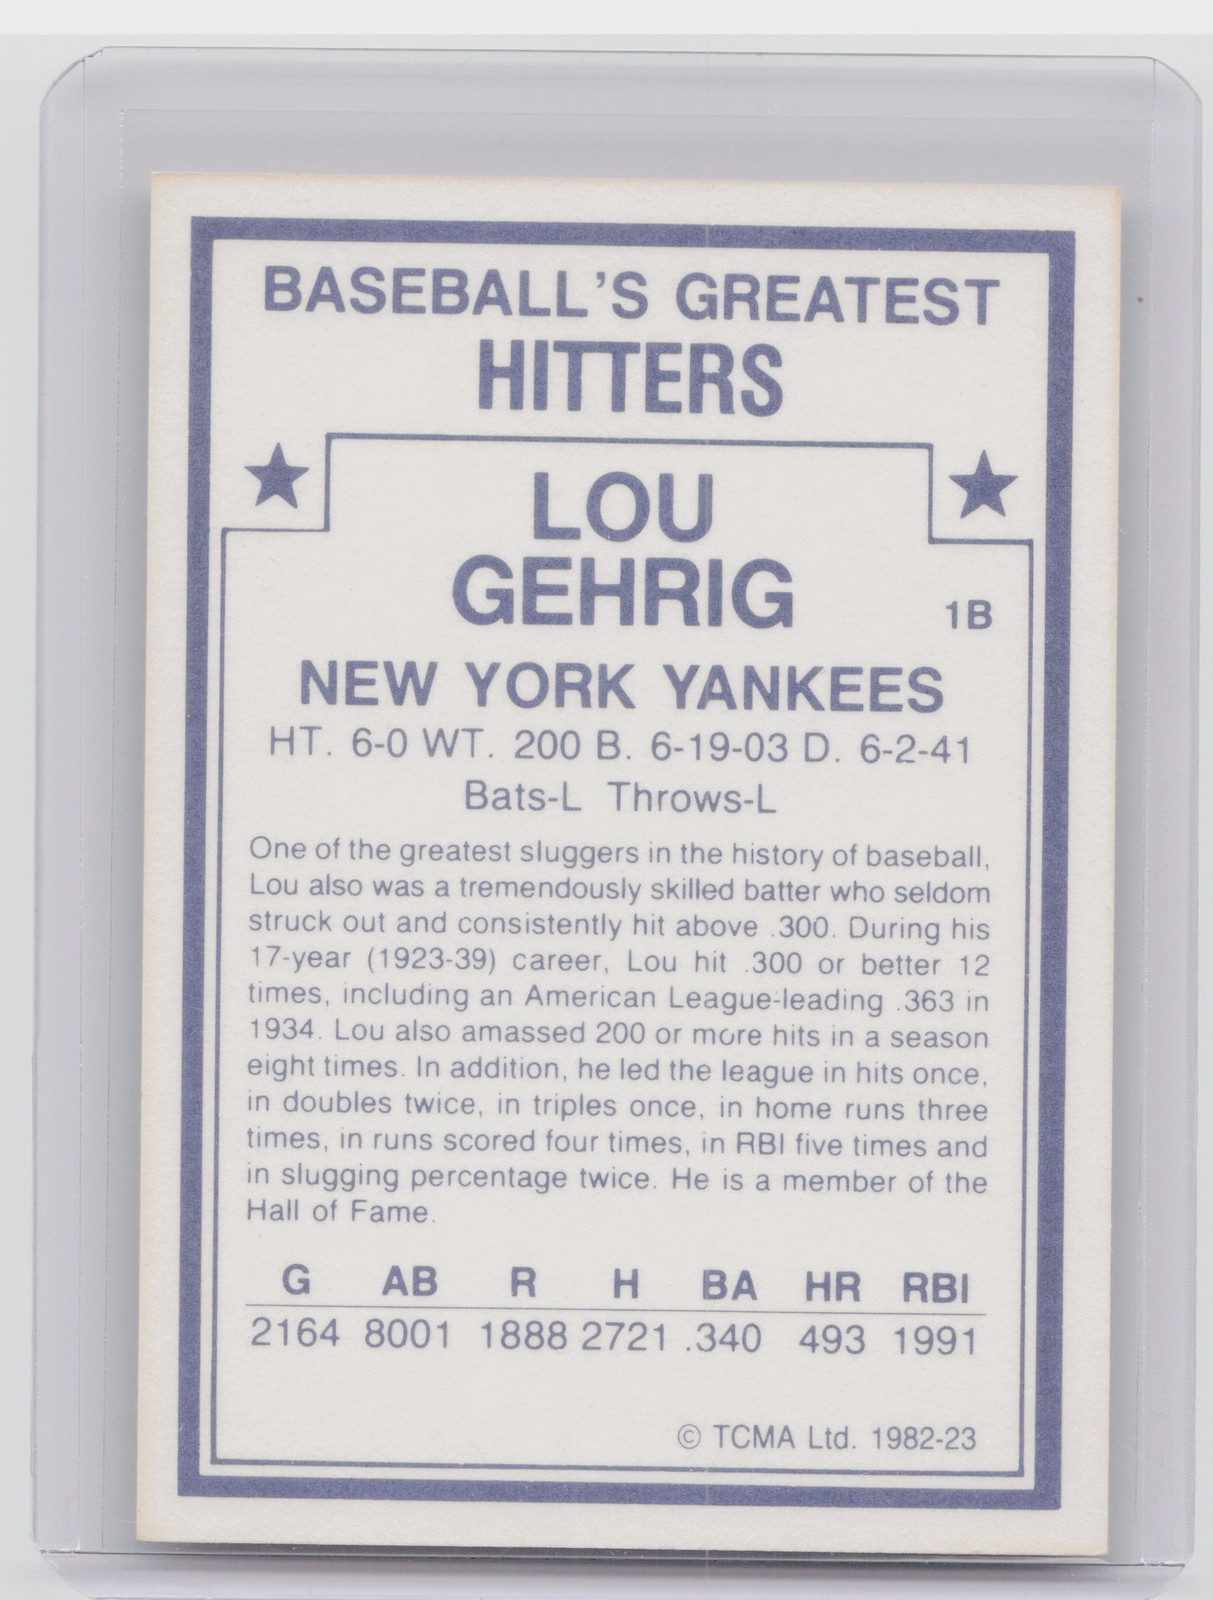 BASEBALL'S GREATEST
HITTERS
LOU
GEHRIG
1B
NEW YORK YANKEES
HT. 6-0 WT. 200 B. 6-19-03 D. 6-2-41
Bats-L Throws-L
One of the greatest sluggers in the history of baseball,
Lou also was a tremendously skilled batter who seldom
struck out and consistently hit above .300. During his
17-year (1923-39) career, Lou hit .300 or better 12
times, including an American League-leading .363 in
1934. Lou also amassed 200 or more hits in a season
eight times. In addition, he led the league in hits once,
in doubles twice, in triples once, in home runs three
times, in runs scored four times, in RBI five times and
in slugging percentage twice. He is a member of the
Hall of Fame.
G AB R H BA HR RBI
2164 8001 1888 2721 .340 493 1991
© TCMA Ltd. 1982-23